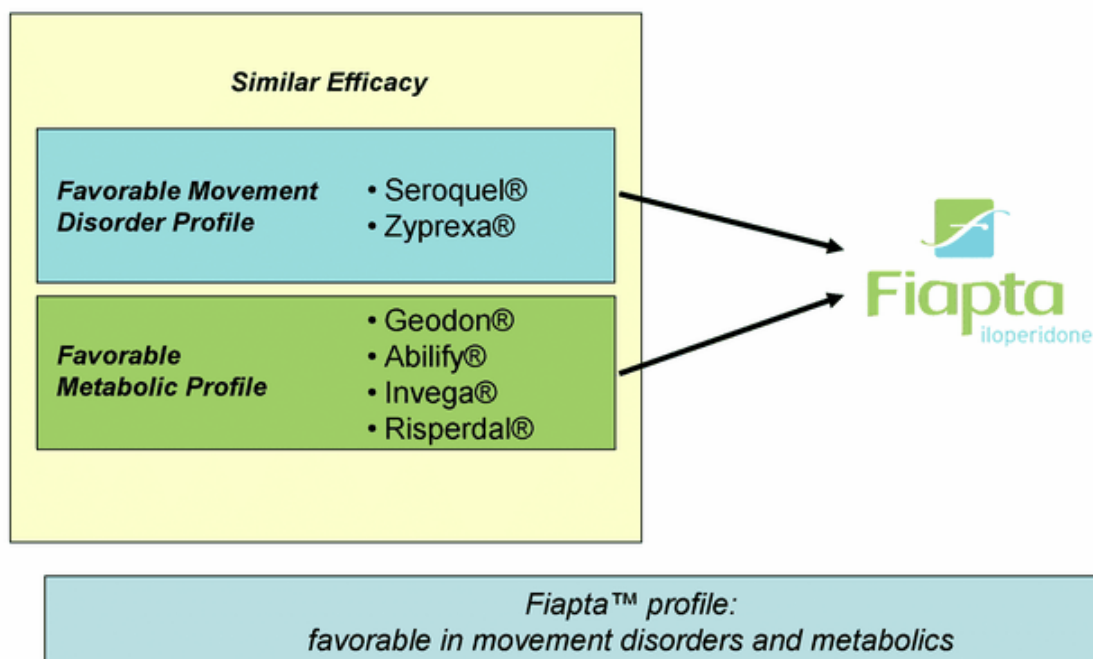 Similar Efficacy
Favorable Movement
Disorder Profile
• Seroquel®
• Zyprexa®
Favorable
Metabolic Profile
• Geodon®
• Abilify®
• Invega®
• Risperdal®
Fiapta
iloperidone
Fiapta™ profile:
favorable in movement disorders and metabolics